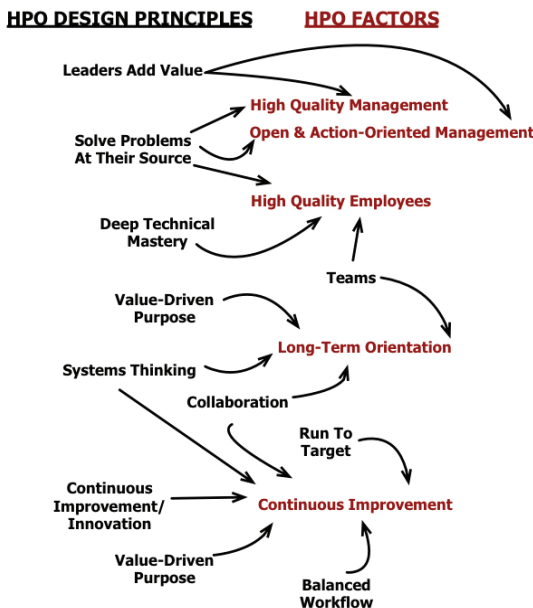 HPO DESIGN PRINCIPLES
HPO FACTORS
Leaders Add Value
High Quality Management
Open & Action-Oriented Management
Solve Problems
At Their Source
High Quality Employees
Deep Technical
Mastery
Teams
Value-Driven
Purpose
Long-Term Orientation
Systems Thinking
Collaboration
Run To
Target
Continuous
Improvement/
Innovation
Continuous Improvement
Value-Driven
Purpose
Balanced
Workflow